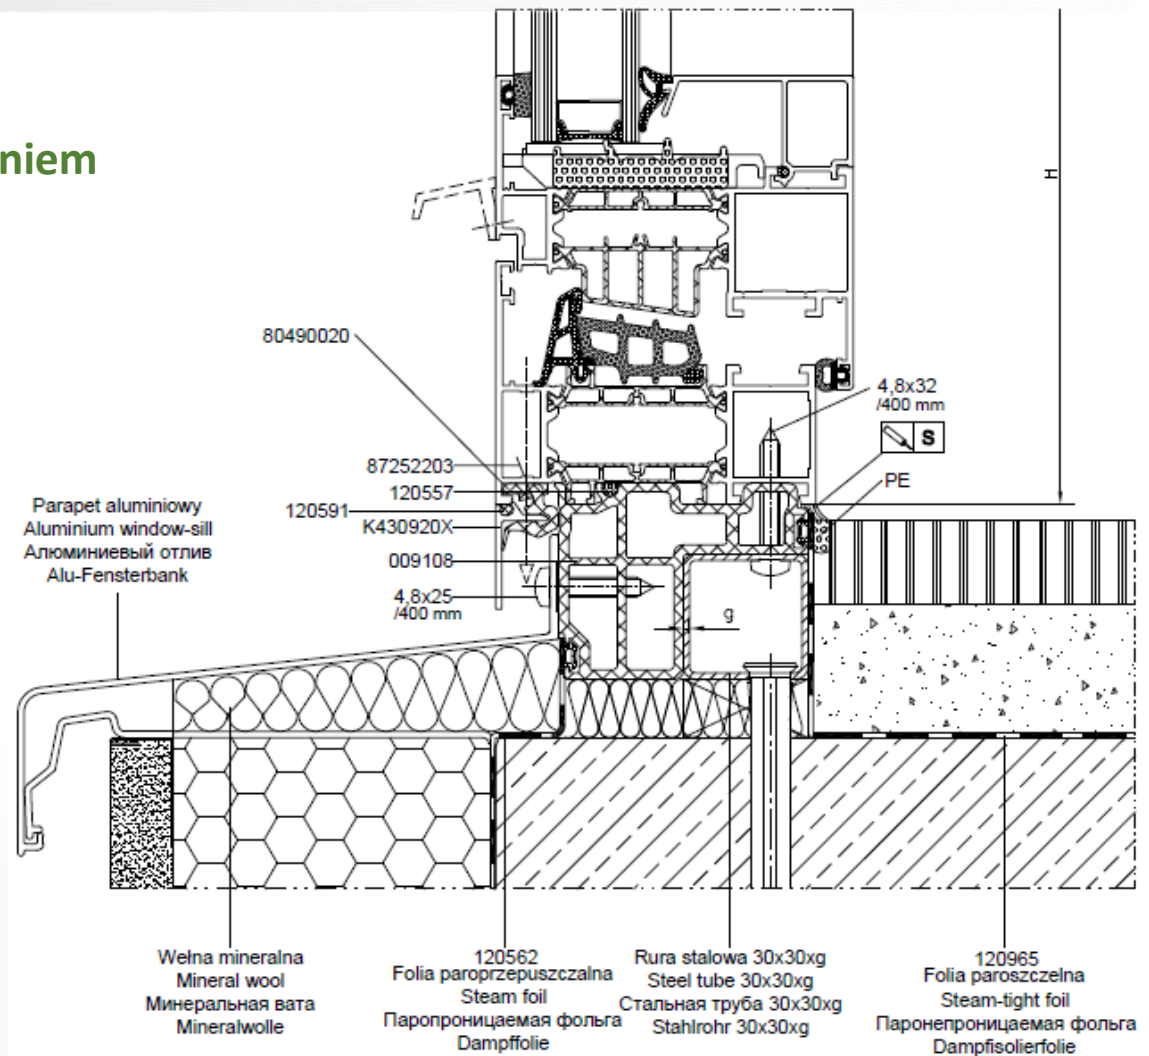 niem
H
80490020
4,8x32
/400 mm
S
87252203
PE
120557
Parapet aluminiowy
Aluminium window-sill
Алюминиевый отлив
Alu-Fensterbank
120591
K430920X
009108
4,8x25
/400 mm
g
Wełna mineralna
Mineral wool
Минеральная вата
Mineralwolle
120562
Folia paroprzepuszczalna
Steam foil
Паропроницаемая фольга
Dampffolie
Rura stalowa 30x30xg
Steel tube 30x30xg
Стальная труба 30x30xg
Stahlrohr 30x30xg
120965
Folia paroszczelna
Steam-tight foil
Паронепроницаемая фольга
Dampfisolierfolie